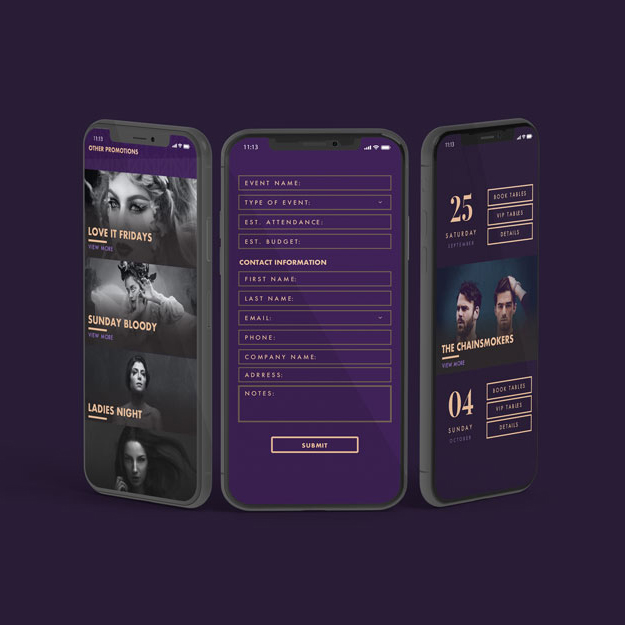 11:13
OTHER PROMOTIONS
LOVE IT FRIDAYS
VIEW MORE
SUNDAY BLOODY
VIEW MORE
LADIES NIGHT
11:13
EVENT NAME:
TYPE OF EVENT:
EST. ATTENDANCE:
EST. BUDGET:
CONTACT INFORMATION
FIRST NAME:
LAST NAME:
EMAIL:
PHONE:
COMPANY NAME:
ADRRESS:
NOTES:
SUBMIT
11:13
25
SATURDAY
SEPTEMBER
BOOK TABLES
VIP TABLES
DETAILS
THE CHAINSMOKERS
VIEW MORE
04
SUNDAY
OCTOBER
BOOK TABLES
VIP TABLES
DETAILS